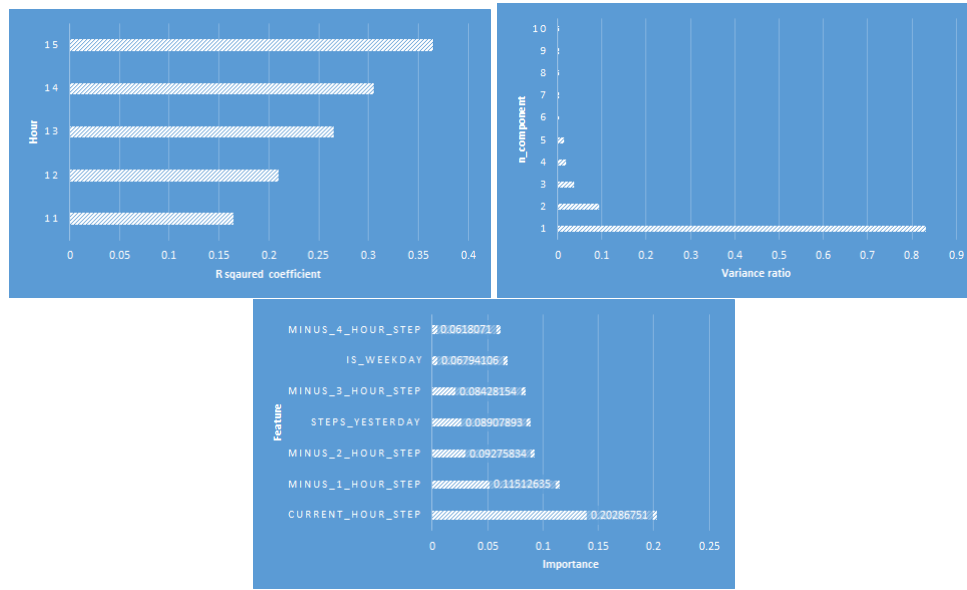 Hour
15
14
13
12
11
0 0.05 0.1 0.15 0.2 0.25 0.3 0.35 0.4
R sqaured coefficient
n_component
10
9
8
7
6
5
4
3
2
1
0 0.1 0.2 0.3 0.4 0.5 0.6 0.7 0.8 0.9
Variance ratio
Feature
MINUS_4_HOUR_STEP 0.0618071
IS_WEEKDAY 0.06794106
MINUS_3_HOUR_STEP 0.08428154
STEPS_YESTERDAY 0.08907893
MINUS_2_HOUR_STEP 0.09275834
MINUS_1_HOUR_STEP 0.11512635
CURRENT_HOUR_STEP 0.20286751
0 0.05 0.1 0.15 0.2 0.25
Importance